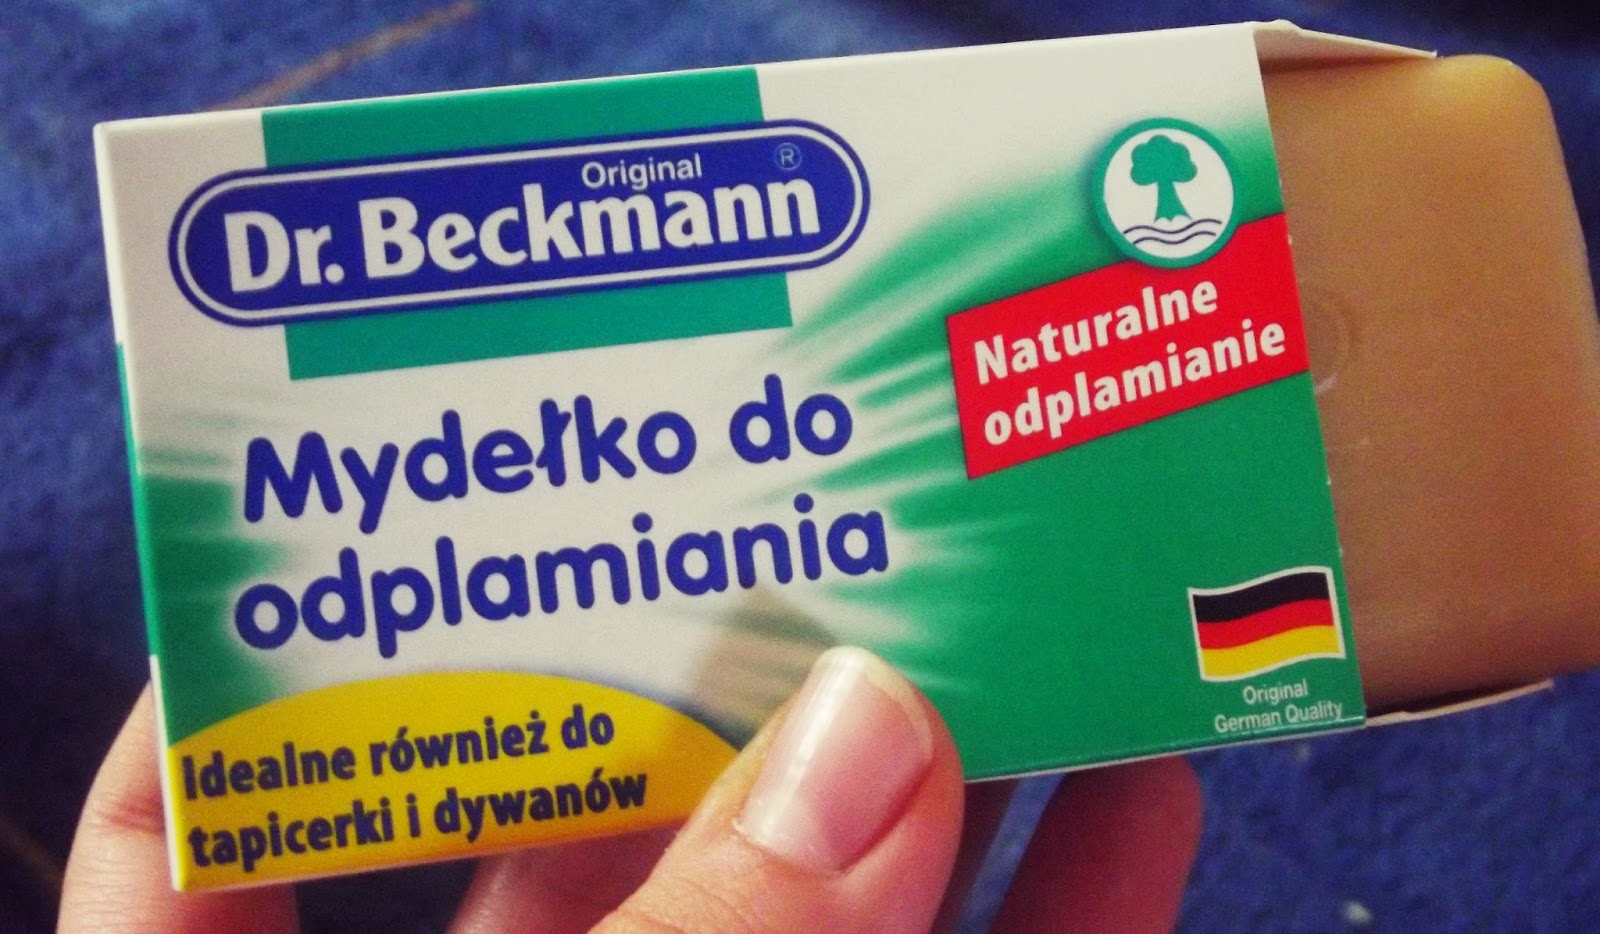 Original ®
Dr. Beckmann
Naturalne
odplamianie
Mydełko do
odplamiania
Idealne również do
tapicerki i dywanów
Original
German Quality